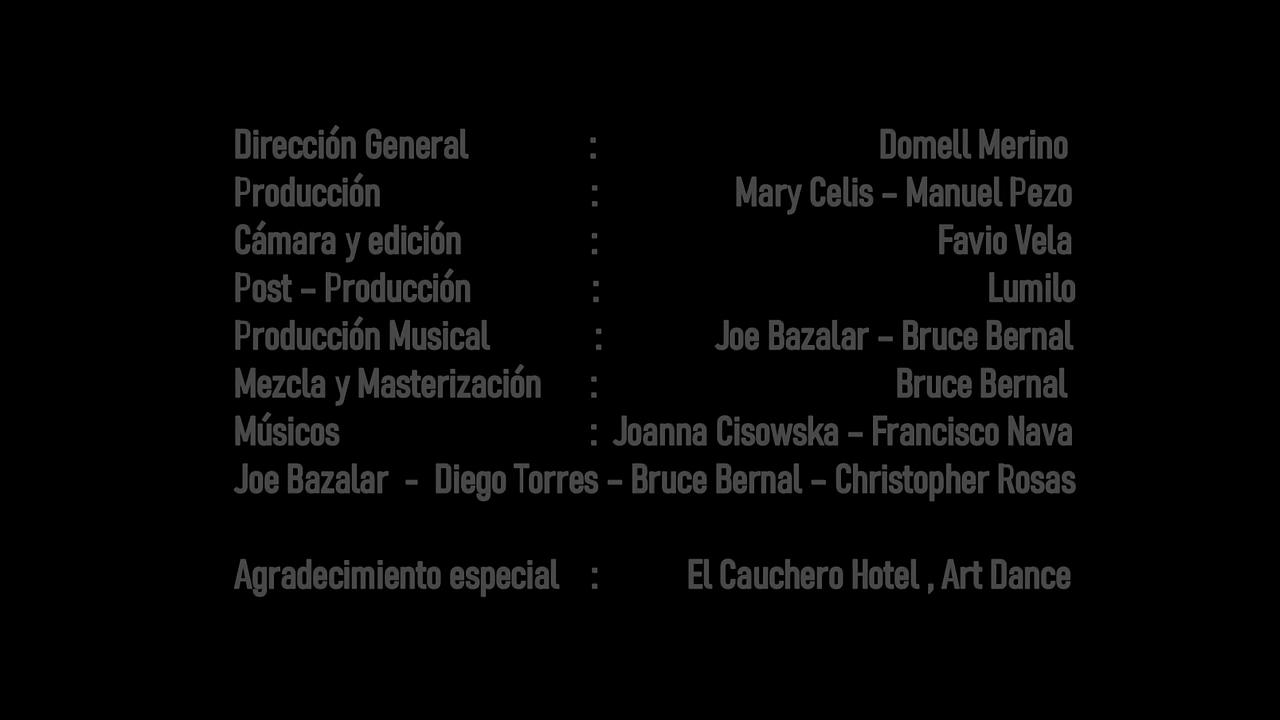 Dirección General : Domell Merino
Producción : Mary Celis - Manuel Pezo
Cámara y edición : Favio Vela
Post - Producción : Lumilo
Producción Musical : Joe Bazalar - Bruce Bernal
Mezcla y Masterización : Bruce Bernal
Músicos : Joanna Cisowska - Francisco Nava
Joe Bazalar - Diego Torres - Bruce Bernal - Christopher Rosas
Agradecimiento especial : El Cauchero Hotel , Art Dance